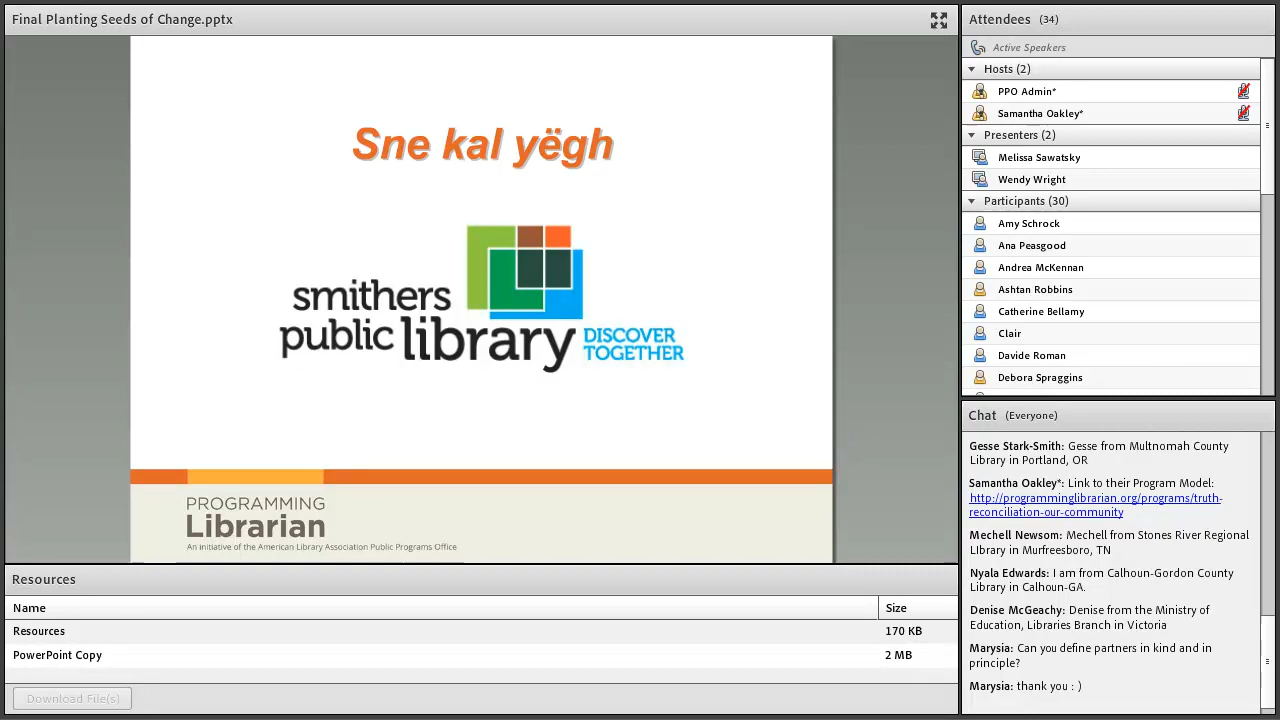 Final Planting Seeds of Change.pptx
Sne kal yëgh
smithers
public library DISCOVER
TOGETHER
PROGRAMMING
Librarian
An initiative of the American Library Association Public Programs Office
Resources
Name Size
Resources 170 KB
PowerPoint Copy 2 MB
Download File(s)
Attendees (34)
Active Speakers
Hosts (2)
PPO Admin*
Samantha Oakley*
Presenters (2)
Melissa Sawatsky
Wendy Wright
Participants (30)
Amy Schrock
Ana Peasgood
Andrea McKennan
Ashtan Robbins
Catherine Bellamy
Clair
Davide Roman
Debora Spraggins
Chat (Everyone)
Gesse Stark-Smith: Gesse from Multnomah County
Library in Portland, OR
Samantha Oakley*: Link to their Program Model:
http://programminglibrarian.org/programs/truth-
reconciliation-our-community
Mechell Newsom: Mechell from Stones River Regional
LIbrary in Murfreesboro, TN
Nyala Edwards: I am from Calhoun-Gordon County
Library in Calhoun-GA.
Denise McGeachy: Denise from the Ministry of
Education, Libraries Branch in Victoria
Marysia: Can you define partners in kind and in
principle?
Marysia: thank you : )